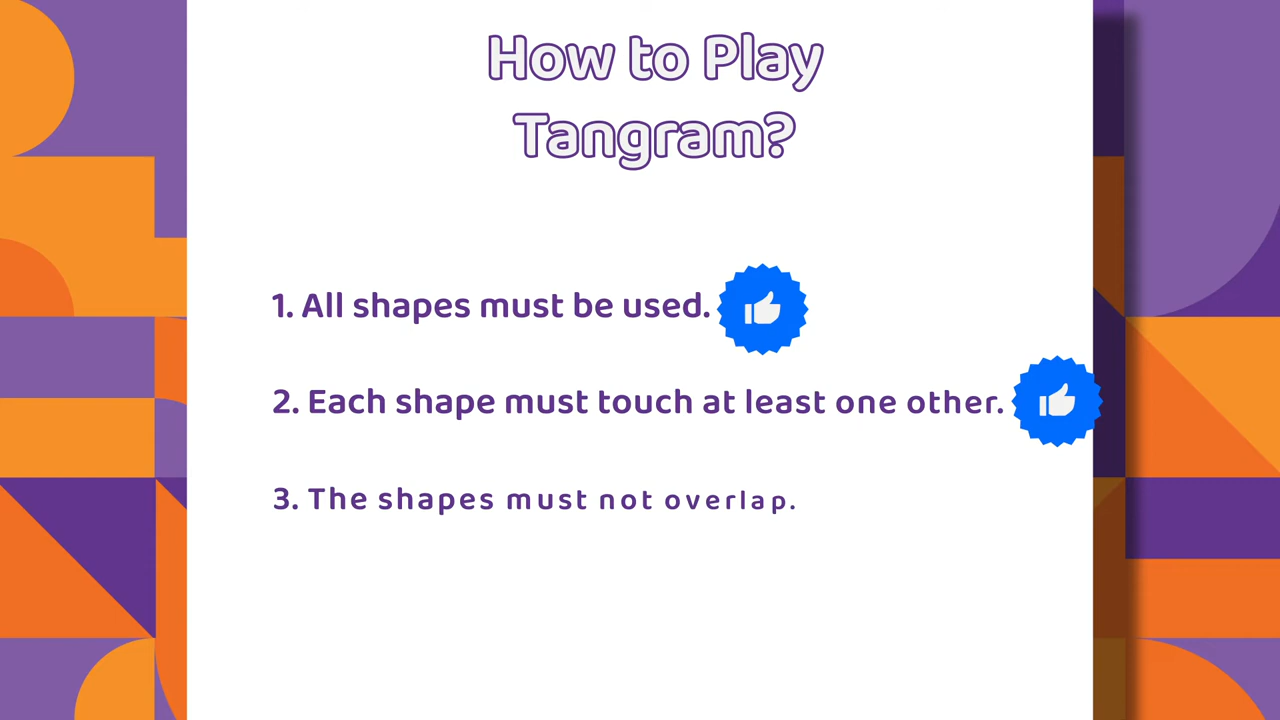 How to Play
Tangram?
1. All shapes must be used.
2. Each shape must touch at least one other.
3. The shapes must not overlap.